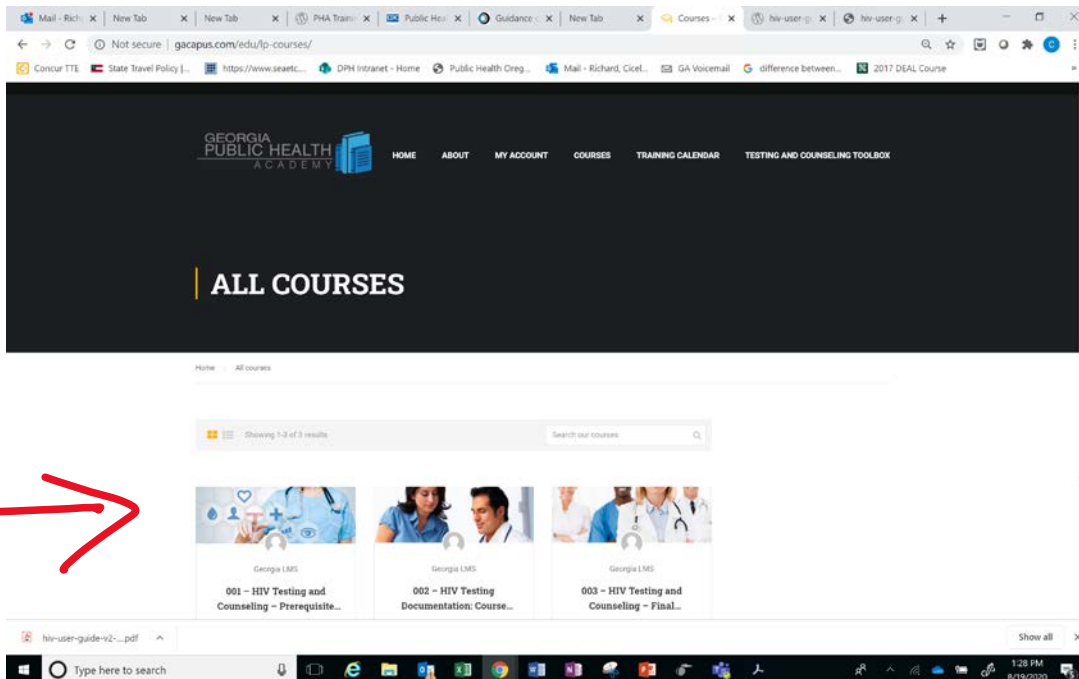 Mail - Rich
New Tab
New Tab
PHA Traini
Public Hea
Guidance
New Tab
Courses -
hiv-user-g
hiv-user-g
Not secure | gacapus.com/edu/lp-courses/
Concur TTE
State Travel Policy |...
https://www.seaetc...
DPH Intranet - Home
Public Health Oreg...
Mail - Richard, Cicel...
GA Voicemail
difference between...
2017 DEAL Course
GEORGIA
PUBLIC HEALTH
ACADEMY
HOME
ABOUT
MY ACCOUNT
COURSES
TRAINING CALENDAR
TESTING AND COUNSELING TOOLBOX
ALL COURSES
Home
All courses
Showing 1-3 of 3 results
Search our courses
Georgia LMS
001 – HIV Testing and
Counseling – Prerequisite...
Georgia LMS
002 – HIV Testing
Documentation: Course...
Georgia LMS
003 – HIV Testing and
Counseling – Final...
hiv-user-guide-v2-....pdf
Show all
Type here to search
1:28 PM
8/19/2020